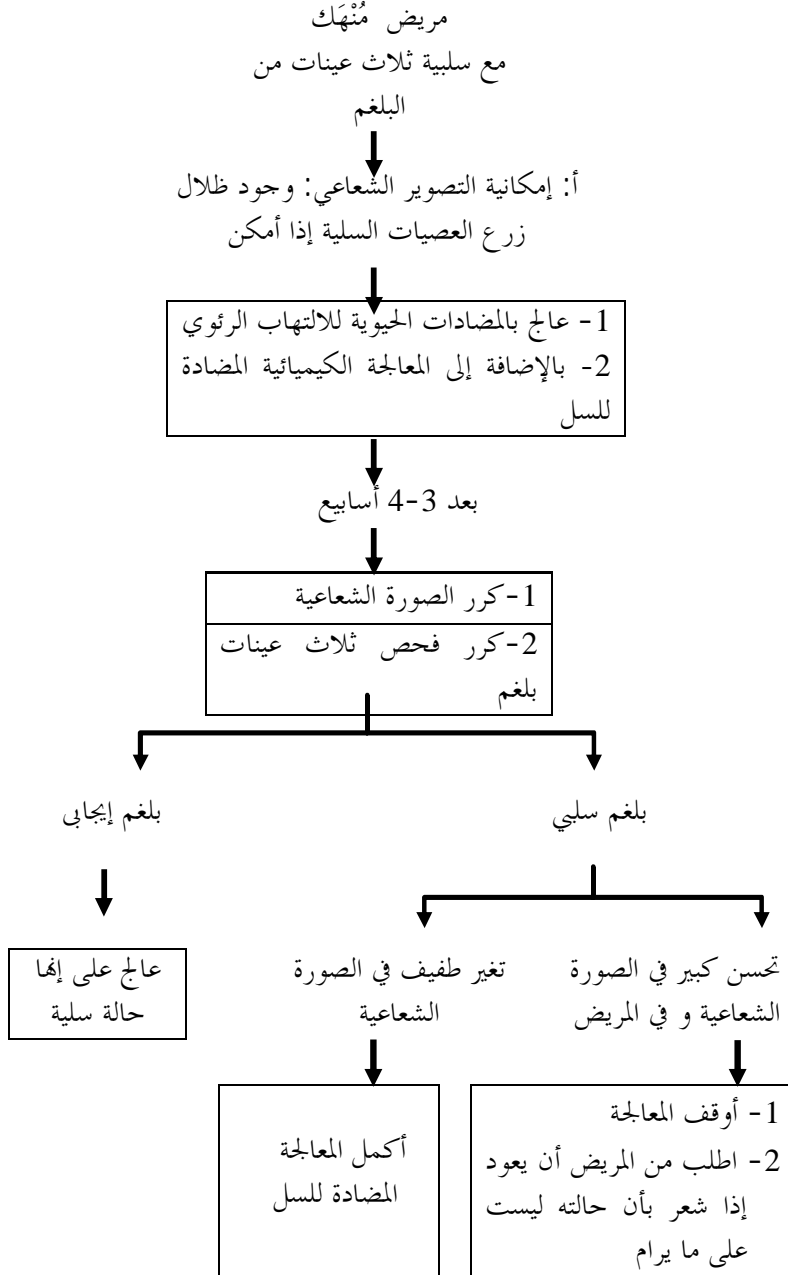 مريض مُنْهَك
مع سلبية ثلاث عينات من
البلغم
أ: إمكانية التصوير الشعاعي: وجود ظلال
زرع العصيات السلية إذا أمكن
1- عالج بالمضادات الحيوية للالتهاب الرئوي
2- بالإضافة إلى المعالجة الكيميائية المضادة
للسل
بعد 3-4 أسابيع
1-كرر الصورة الشعاعية
2-كرر فحص ثلاث عينات
بلغم
بلغم سلبي
بلغم إيجابى
تحسن كبير في الصورة
الشعاعية و في المريض
تغير طفيف في الصورة
الشعاعية
عالج على إنها
حالة سلية
1- أوقف المعالجة
2- اطلب من المريض أن يعود
إذا شعر بأن حالته ليست
على ما يرام
أكمل المعالجة
المضادة للسل